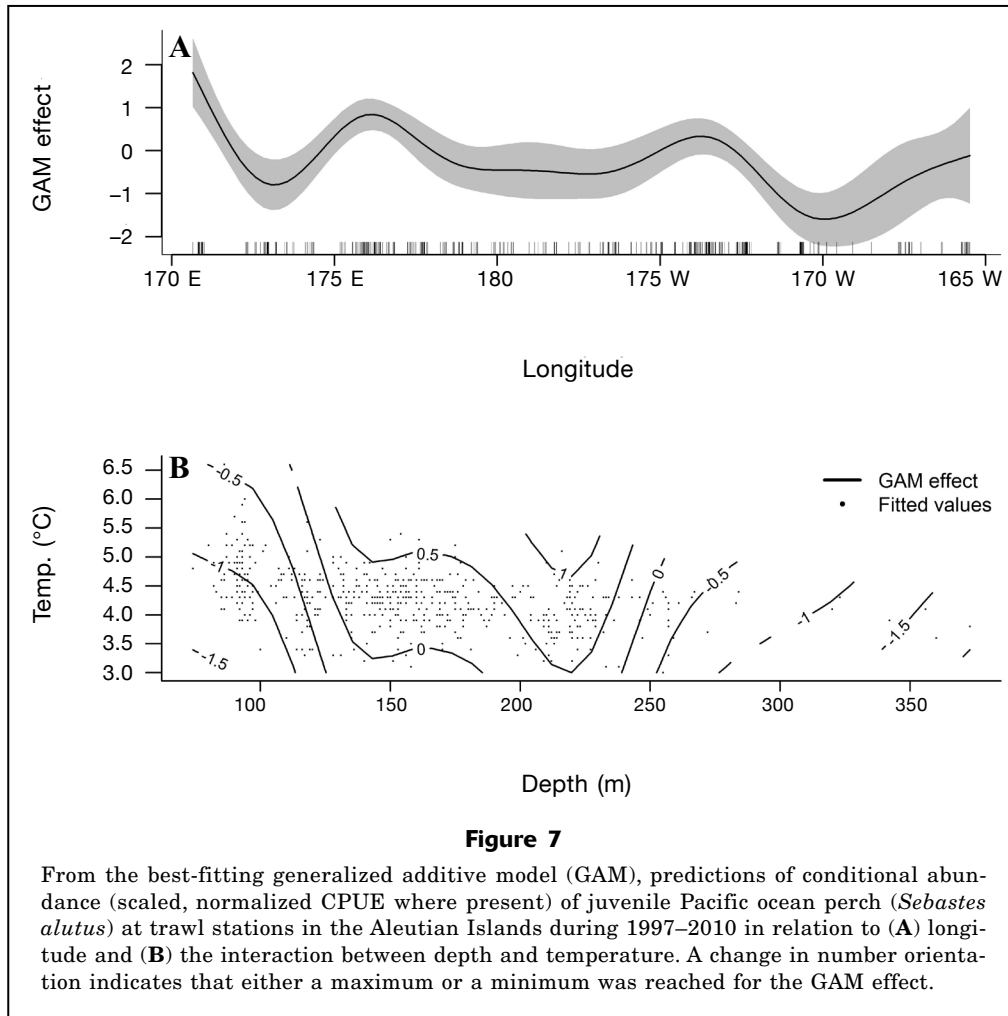 A
GAM effect
2
1
0
–1
–2
170 E 175 E 180 175 W 170 W 165 W
Longitude
B
Temp. (°C)
6.5
6.0
5.5
5.0
4.5
4.0
3.5
3.0
-0.5
-1
-1.5
0.5
0
1
0
-0.5
-1
-1.5
GAM effect
Fitted values
100 150 200 250 300 350
Depth (m)
Figure 7
From the best-fitting generalized additive model (GAM), predictions of conditional abun-
dance (scaled, normalized CPUE where present) of juvenile Pacific ocean perch (Sebastes
alutus) at trawl stations in the Aleutian Islands during 1997–2010 in relation to (A) longi-
tude and (B) the interaction between depth and temperature. A change in number orienta-
tion indicates that either a maximum or a minimum was reached for the GAM effect.